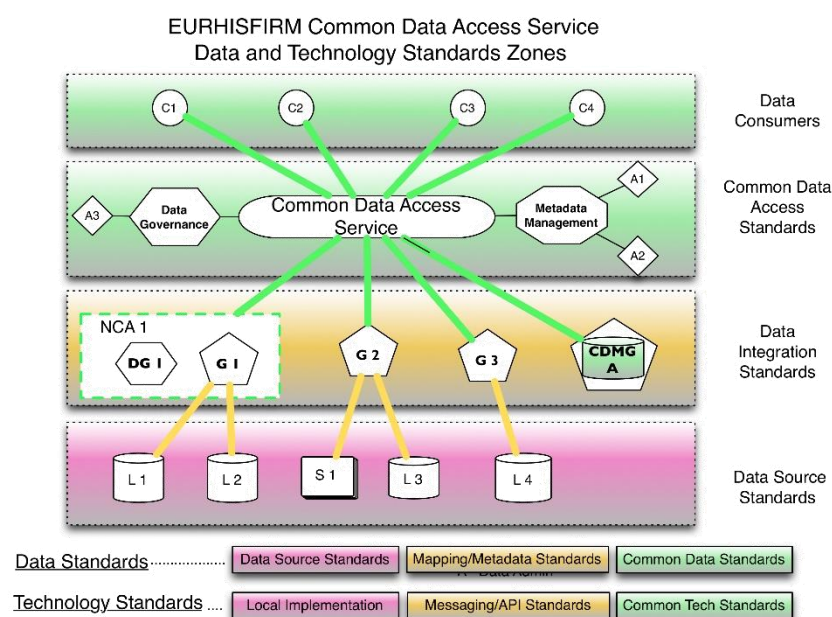 EURHISFIRM Common Data Access Service
Data and Technology Standards Zones
C1
C2
C3
C4
Data
Consumers
A3
Data
Governance
Common Data Access
Service
Metadata
Management
A1
A2
Common Data
Access
Standards
NCA 1
DG I
G I
G 2
G 3
CDMG
A
Data
Integration
Standards
L 1
L 2
S 1
L 3
L 4
Data Source
Standards
Data Standards
Data Source Standards
Mapping/Metadata Standards
Common Data Standards
Technology Standards
Local Implementation
Messaging/API Standards
Common Tech Standards